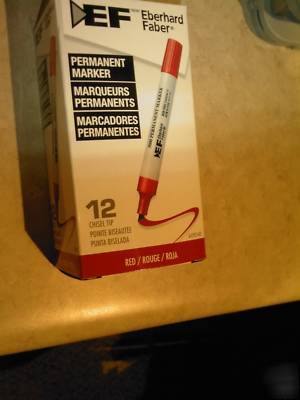 EF Eberhard
Faber®
PERMANENT
MARKER
MARQUEURS
PERMANENTS
MARCADORES
PERMANENTES
12
CHISEL TIP
POINTE BISEAUTÉE
PUNTA BISELADA
RED / ROUGE / ROJA